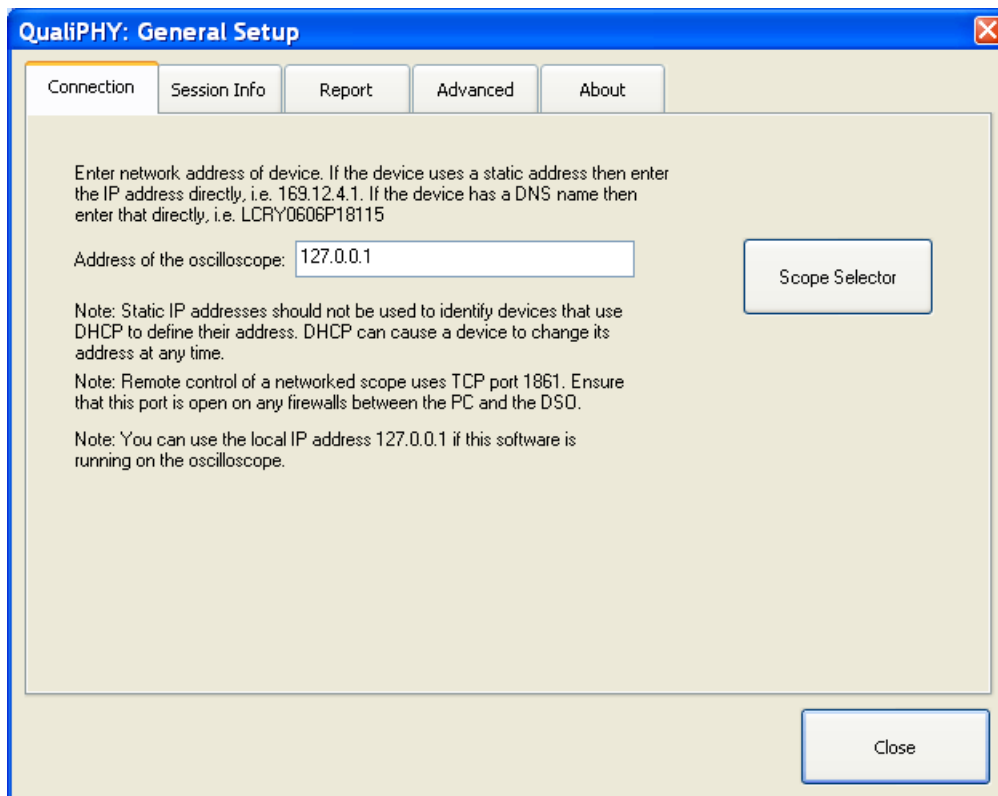 QualiPHY: General Setup
Connection
Session Info
Report
Advanced
About
Enter network address of device. If the device uses a static address then enter
the IP address directly, i.e. 169.12.4.1. If the device has a DNS name then
enter that directly, i.e. LCRY0606P18115
Address of the oscilloscope: 127.0.0.1
Scope Selector
Note: Static IP addresses should not be used to identify devices that use
DHCP to define their address. DHCP can cause a device to change its
address at any time.
Note: Remote control of a networked scope uses TCP port 1861. Ensure
that this port is open on any firewalls between the PC and the DSO.
Note: You can use the local IP address 127.0.0.1 if this software is
running on the oscilloscope.
Close